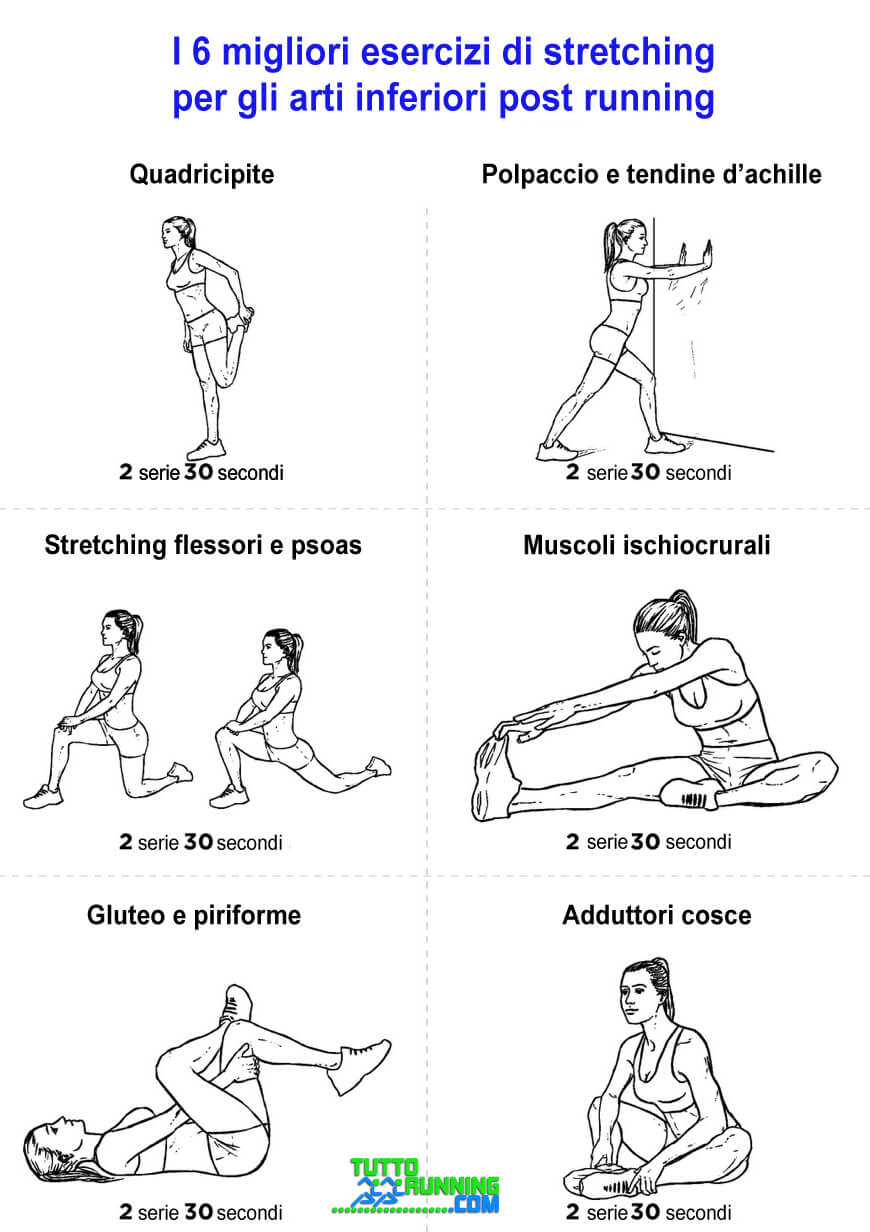 I 6 migliori esercizi di stretching
per gli arti inferiori post running
Quadricipite
Polpaccio e tendine d’achille
2 serie 30 secondi
2 serie 30 secondi
Stretching flessori e psoas
Muscoli ischiocrurali
2 serie 30 secondi
2 serie 30 secondi
Gluteo e piriforme
Adduttori cosce
TUTTO
RUNNING
.COM
2 serie 30 secondi
2 serie 30 secondi